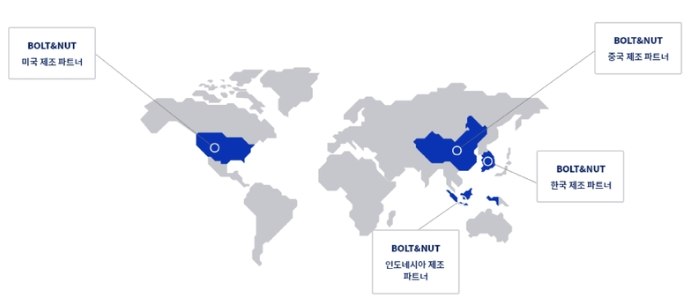 BOLT&NUT
미국 제조 파트너
BOLT&NUT
중국 제조 파트너
BOLT&NUT
한국 제조 파트너
BOLT&NUT
인도네시아 제조
파트너